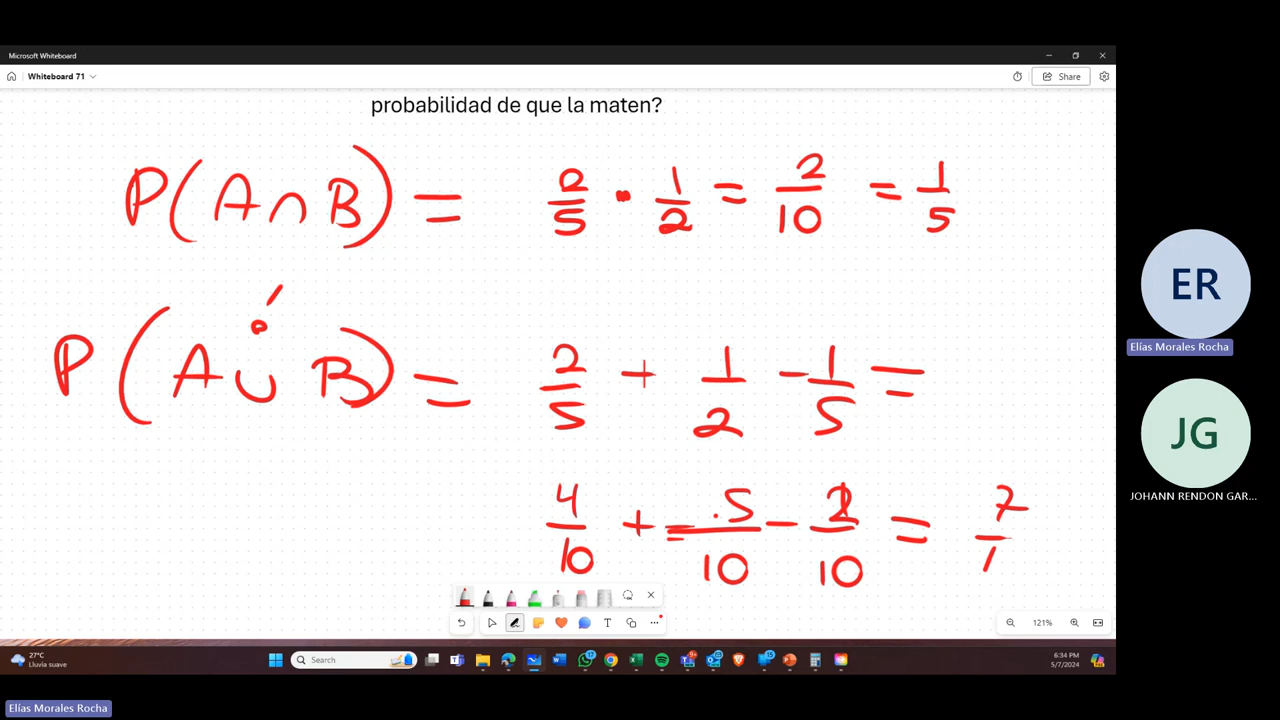 Microsoft Whiteboard
Whiteboard 71
Share
probabilidad de que la maten?
P(A∩B) = 2/5 · 1/2 = 2/10 = 1/5
ó
P(A∪B) = 2/5 + 1/2 - 1/5 =
4/10 + 5/10 - 2/10 = 7/1
ER
Elías Morales Rocha
JG
JOHANN RENDON GAR...
121%
27°C
Lluvia suave
Search
6:34 PM
5/7/2024
Elías Morales Rocha